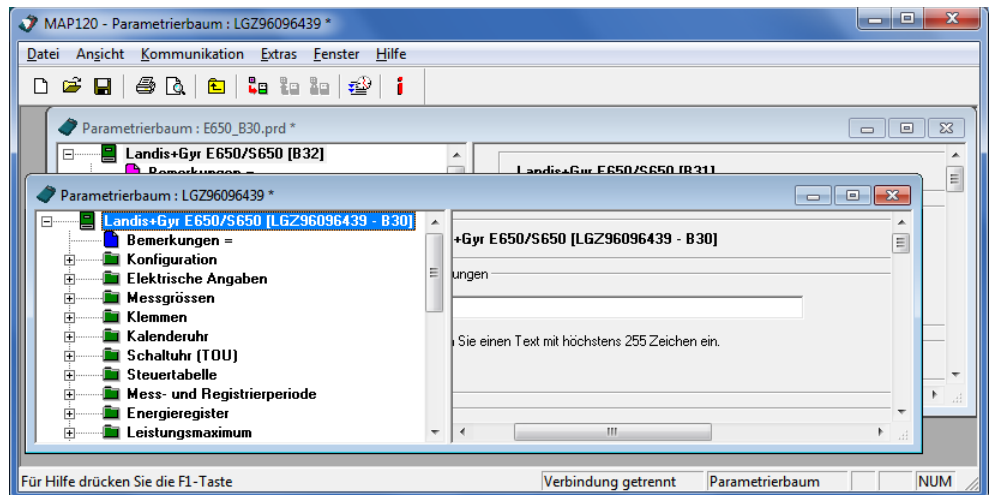 MAP120 - Parametrierbaum : LGZ96096439 *
Datei Ansicht Kommunikation Extras Fenster Hilfe
Parametrierbaum : E650_B30.prd *
Landis+Gyr E650/S650 [B32]
Bemerkungen =
Landis+Gyr E650/S650 [B31]
Parametrierbaum : LGZ96096439 *
Landis+Gyr E650/S650 [LGZ96096439 - B30]
Bemerkungen =
Konfiguration
Elektrische Angaben
Messgrössen
Klemmen
Kalenderuhr
Schaltuhr (TOU)
Steuertabelle
Mess- und Registrierperiode
Energieregister
Leistungsmaximum
+Gyr E650/S650 [LGZ96096439 - B30]
ungen
Sie einen Text mit höchstens 255 Zeichen ein.
Für Hilfe drücken Sie die F1-Taste
Verbindung getrennt
Parametrierbaum
NUM